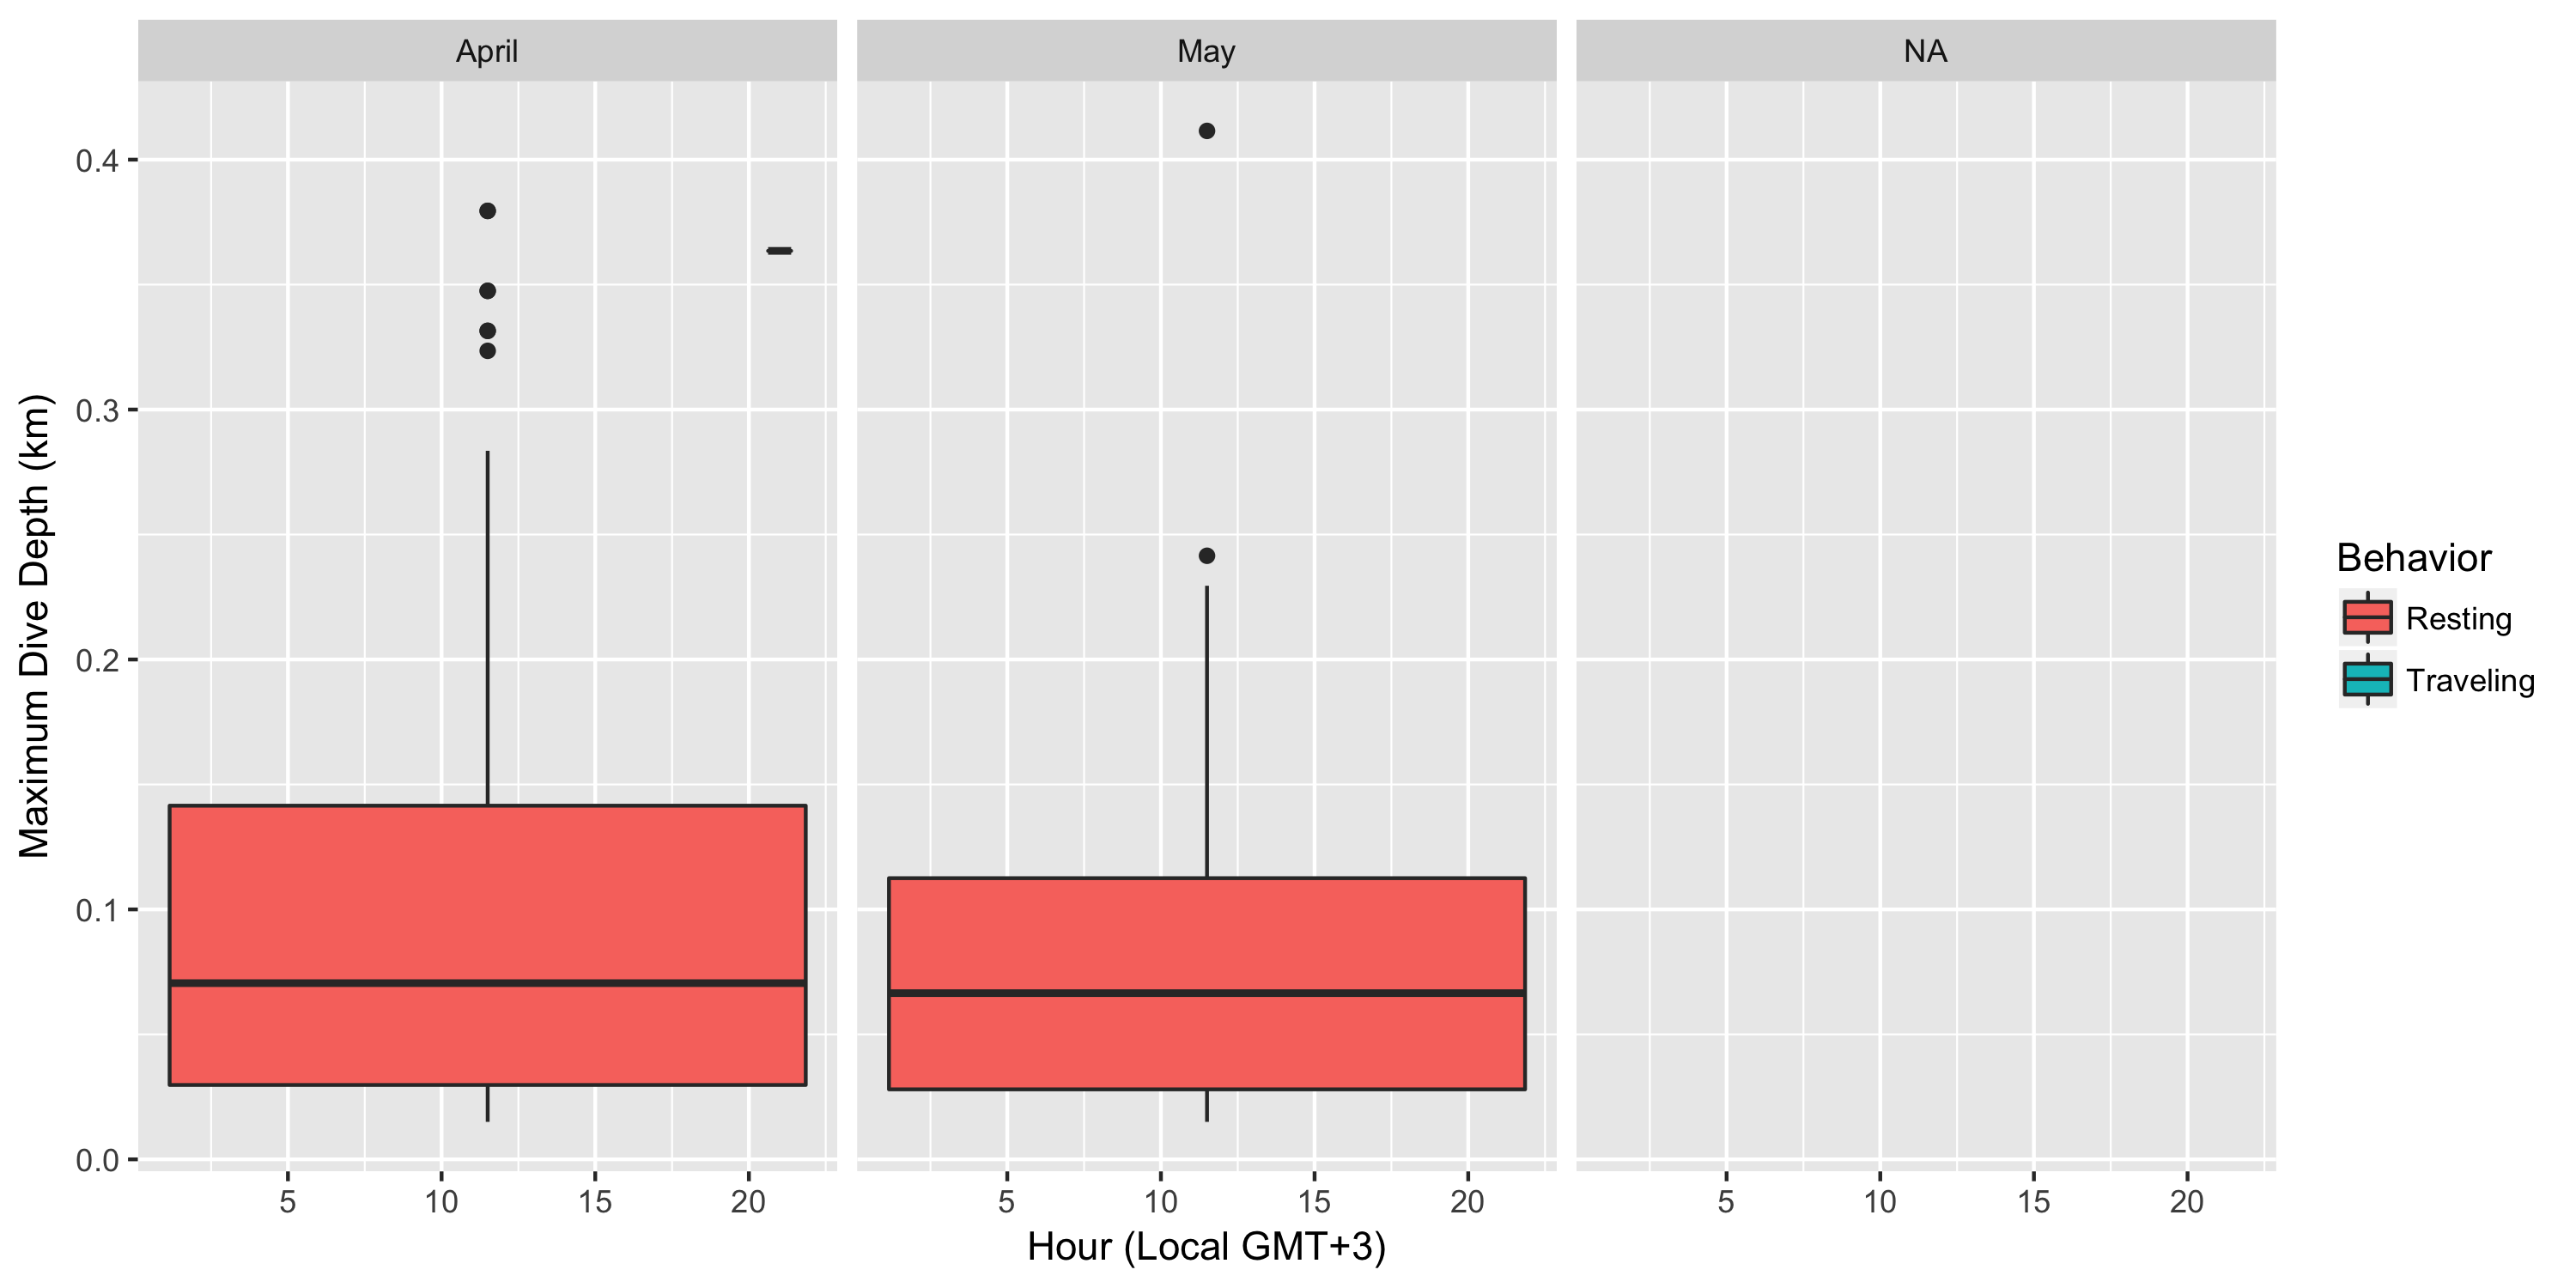 April
May
NA
Maximum Dive Depth (km)
0.4
0.3
0.2
0.1
0.0
5 10 15 20
5 10 15 20
5 10 15 20
Hour (Local GMT+3)
Behavior
Resting
Traveling